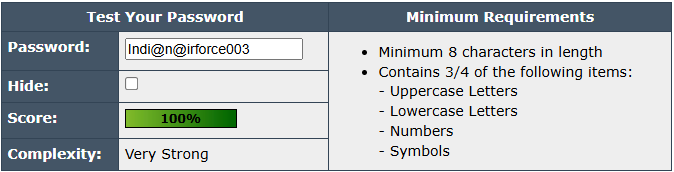 Test Your Password
Minimum Requirements
Password: Indi@n@irforce003
Hide:
Score: 100%
Complexity: Very Strong
• Minimum 8 characters in length
• Contains 3/4 of the following items:
- Uppercase Letters
- Lowercase Letters
- Numbers
- Symbols